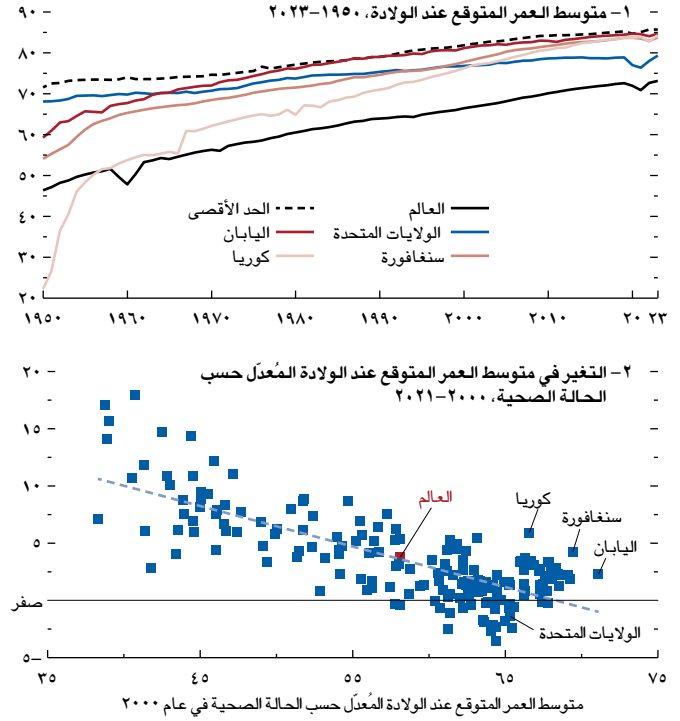 ١– متوسط العمر المتوقع عند الولادة، ١٩٥٠–٢٠٢٣
٩٠
٨٠
٧٠
٦٠
٥٠
٤٠
٣٠
٢٠
العالم
الحد الأقصى
الولايات المتحدة
اليابان
سنغافورة
كوريا
١٩٥٠ ١٩٦٠ ١٩٧٠ ١٩٨٠ ١٩٩٠ ٢٠٠٠ ٢٠١٠ ٢٠ ٢٣
٢– التغير في متوسط العمر المتوقع عند الولادة المُعدّل حسب
الحالة الصحية، ٢٠٠٠–٢٠٢١
٢٠
١٥
١٠
٥
صفر
٥–
العالم
كوريا
سنغافورة
اليابان
الولايات المتحدة
٣٥ ٤٥ ٥٥ ٦٥ ٧٥
متوسط العمر المتوقع عند الولادة المُعدّل حسب الحالة الصحية في عام ٢٠٠٠